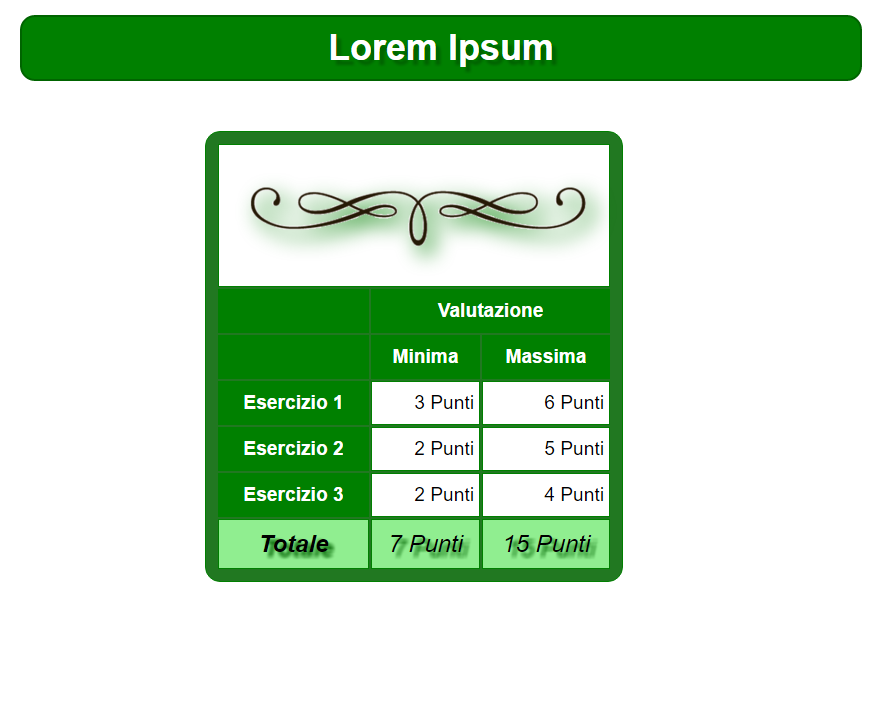 Lorem Ipsum
Valutazione
Minima Massima
Esercizio 1 3 Punti 6 Punti
Esercizio 2 2 Punti 5 Punti
Esercizio 3 2 Punti 4 Punti
Totale 7 Punti 15 Punti